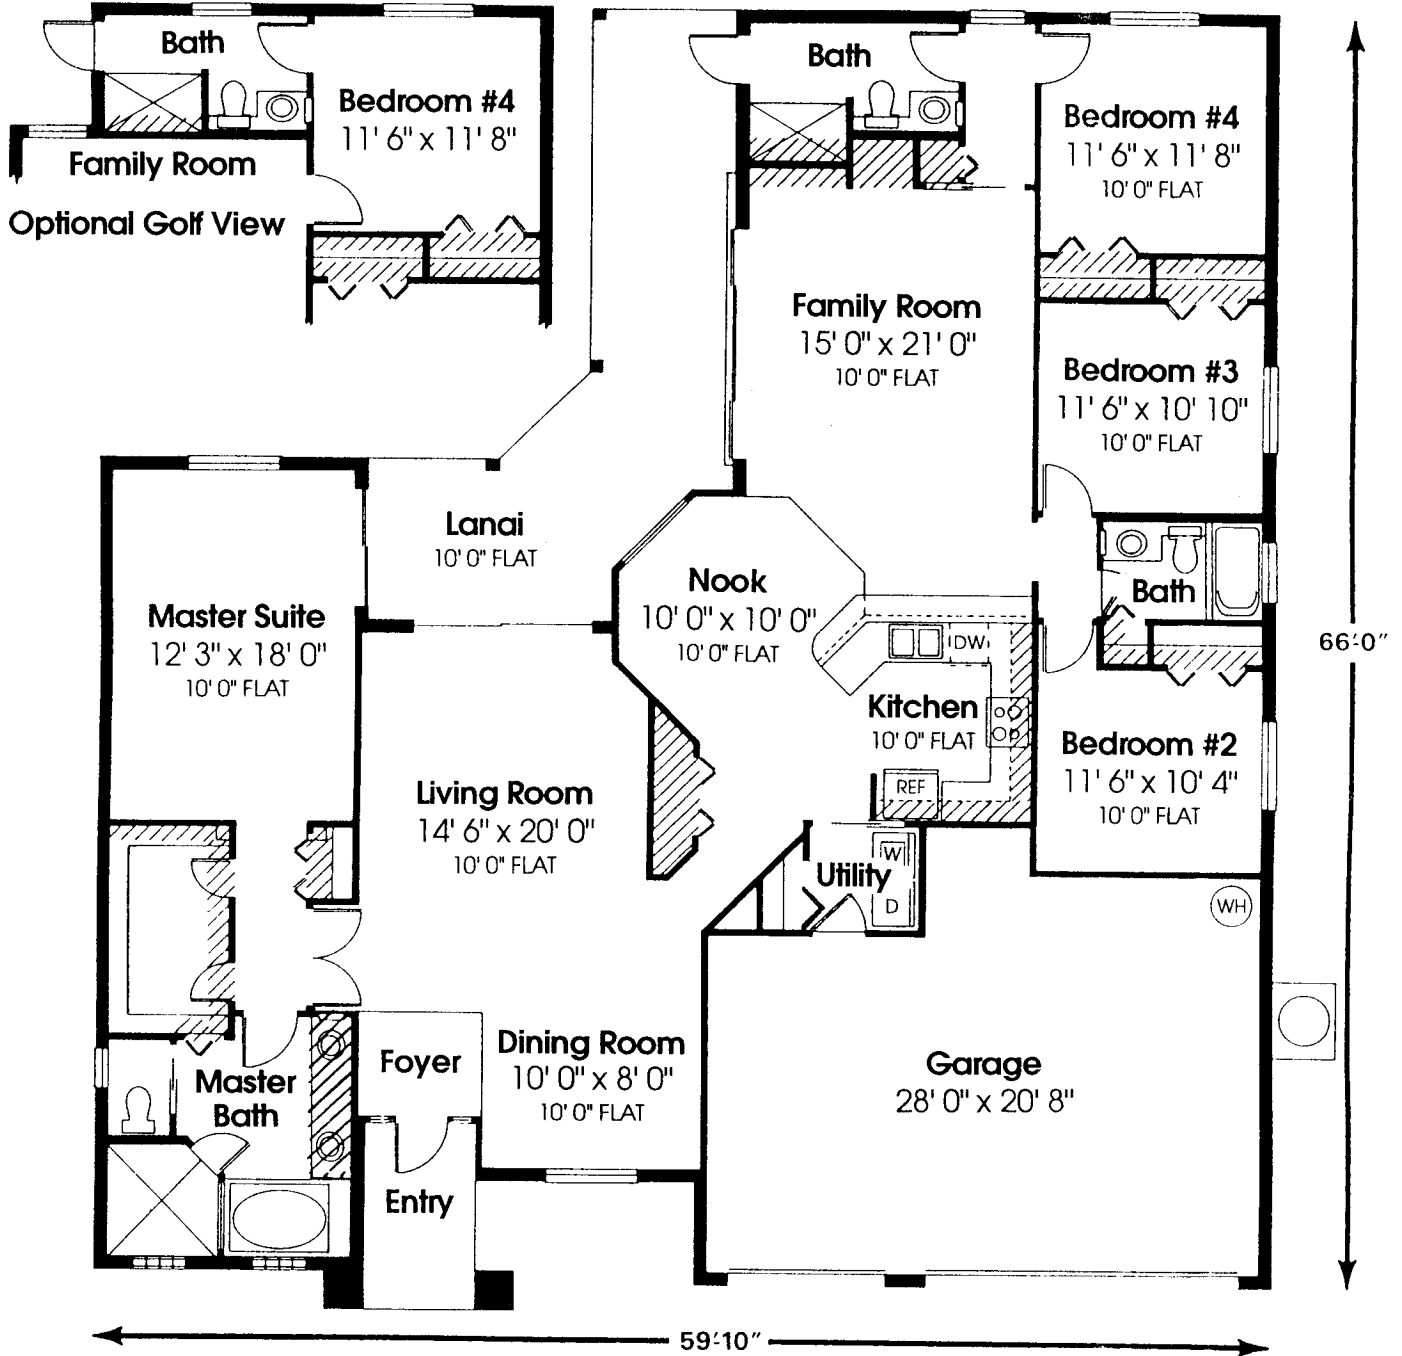 Bath
Bedroom #4
11' 6" x 11' 8"
Family Room
Optional Golf View
Bath
Bedroom #4
11' 6" x 11' 8"
10' 0" FLAT
Family Room
15' 0" x 21' 0"
10' 0" FLAT
Bedroom #3
11' 6" x 10' 10"
10' 0" FLAT
Lanai
10' 0" FLAT
Nook
10' 0" x 10' 0"
10' 0" FLAT
Bath
Master Suite
12' 3" x 18' 0"
10' 0" FLAT
DW
66'-0"
Kitchen
10' 0" FLAT
REF
Bedroom #2
11' 6" x 10' 4"
10' 0" FLAT
Living Room
14' 6" x 20' 0"
10' 0" FLAT
W
Utility
D
WH
Dining Room
10' 0" x 8' 0"
10' 0" FLAT
Foyer
Master
Bath
Garage
28' 0" x 20' 8"
Entry
59'-10"